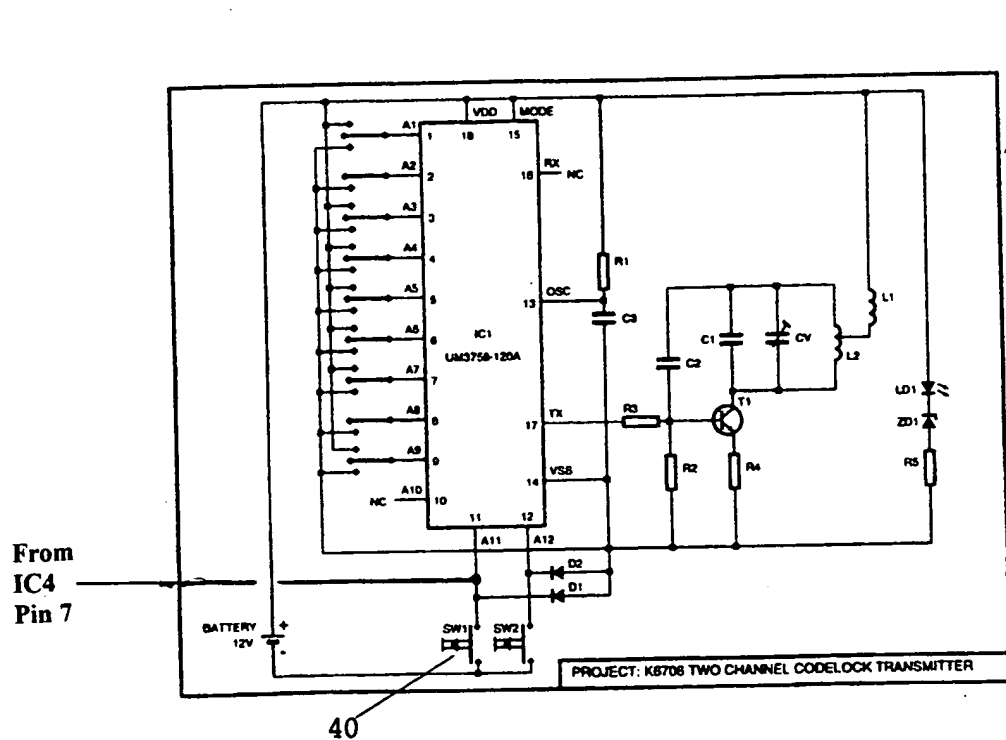 VDD
MODE
A1
1
18
15
RX
A2
2
16
NC
A3
3
A4
4
R1
A5
5
13
OSC
L1
IC1
C3
A6
6
UM3758-120A
C1
CV
C2
L2
A7
7
LD1
T1
A8
8
TX
R3
17
ZD1
A9
9
R2
R4
R5
VSS
14
NC
A10
10
11
12
A11
A12
From
IC4
Pin 7
D2
D1
BATTERY
12V
+
-
SW1
SW2
PROJECT: K6706 TWO CHANNEL CODELOCK TRANSMITTER
40